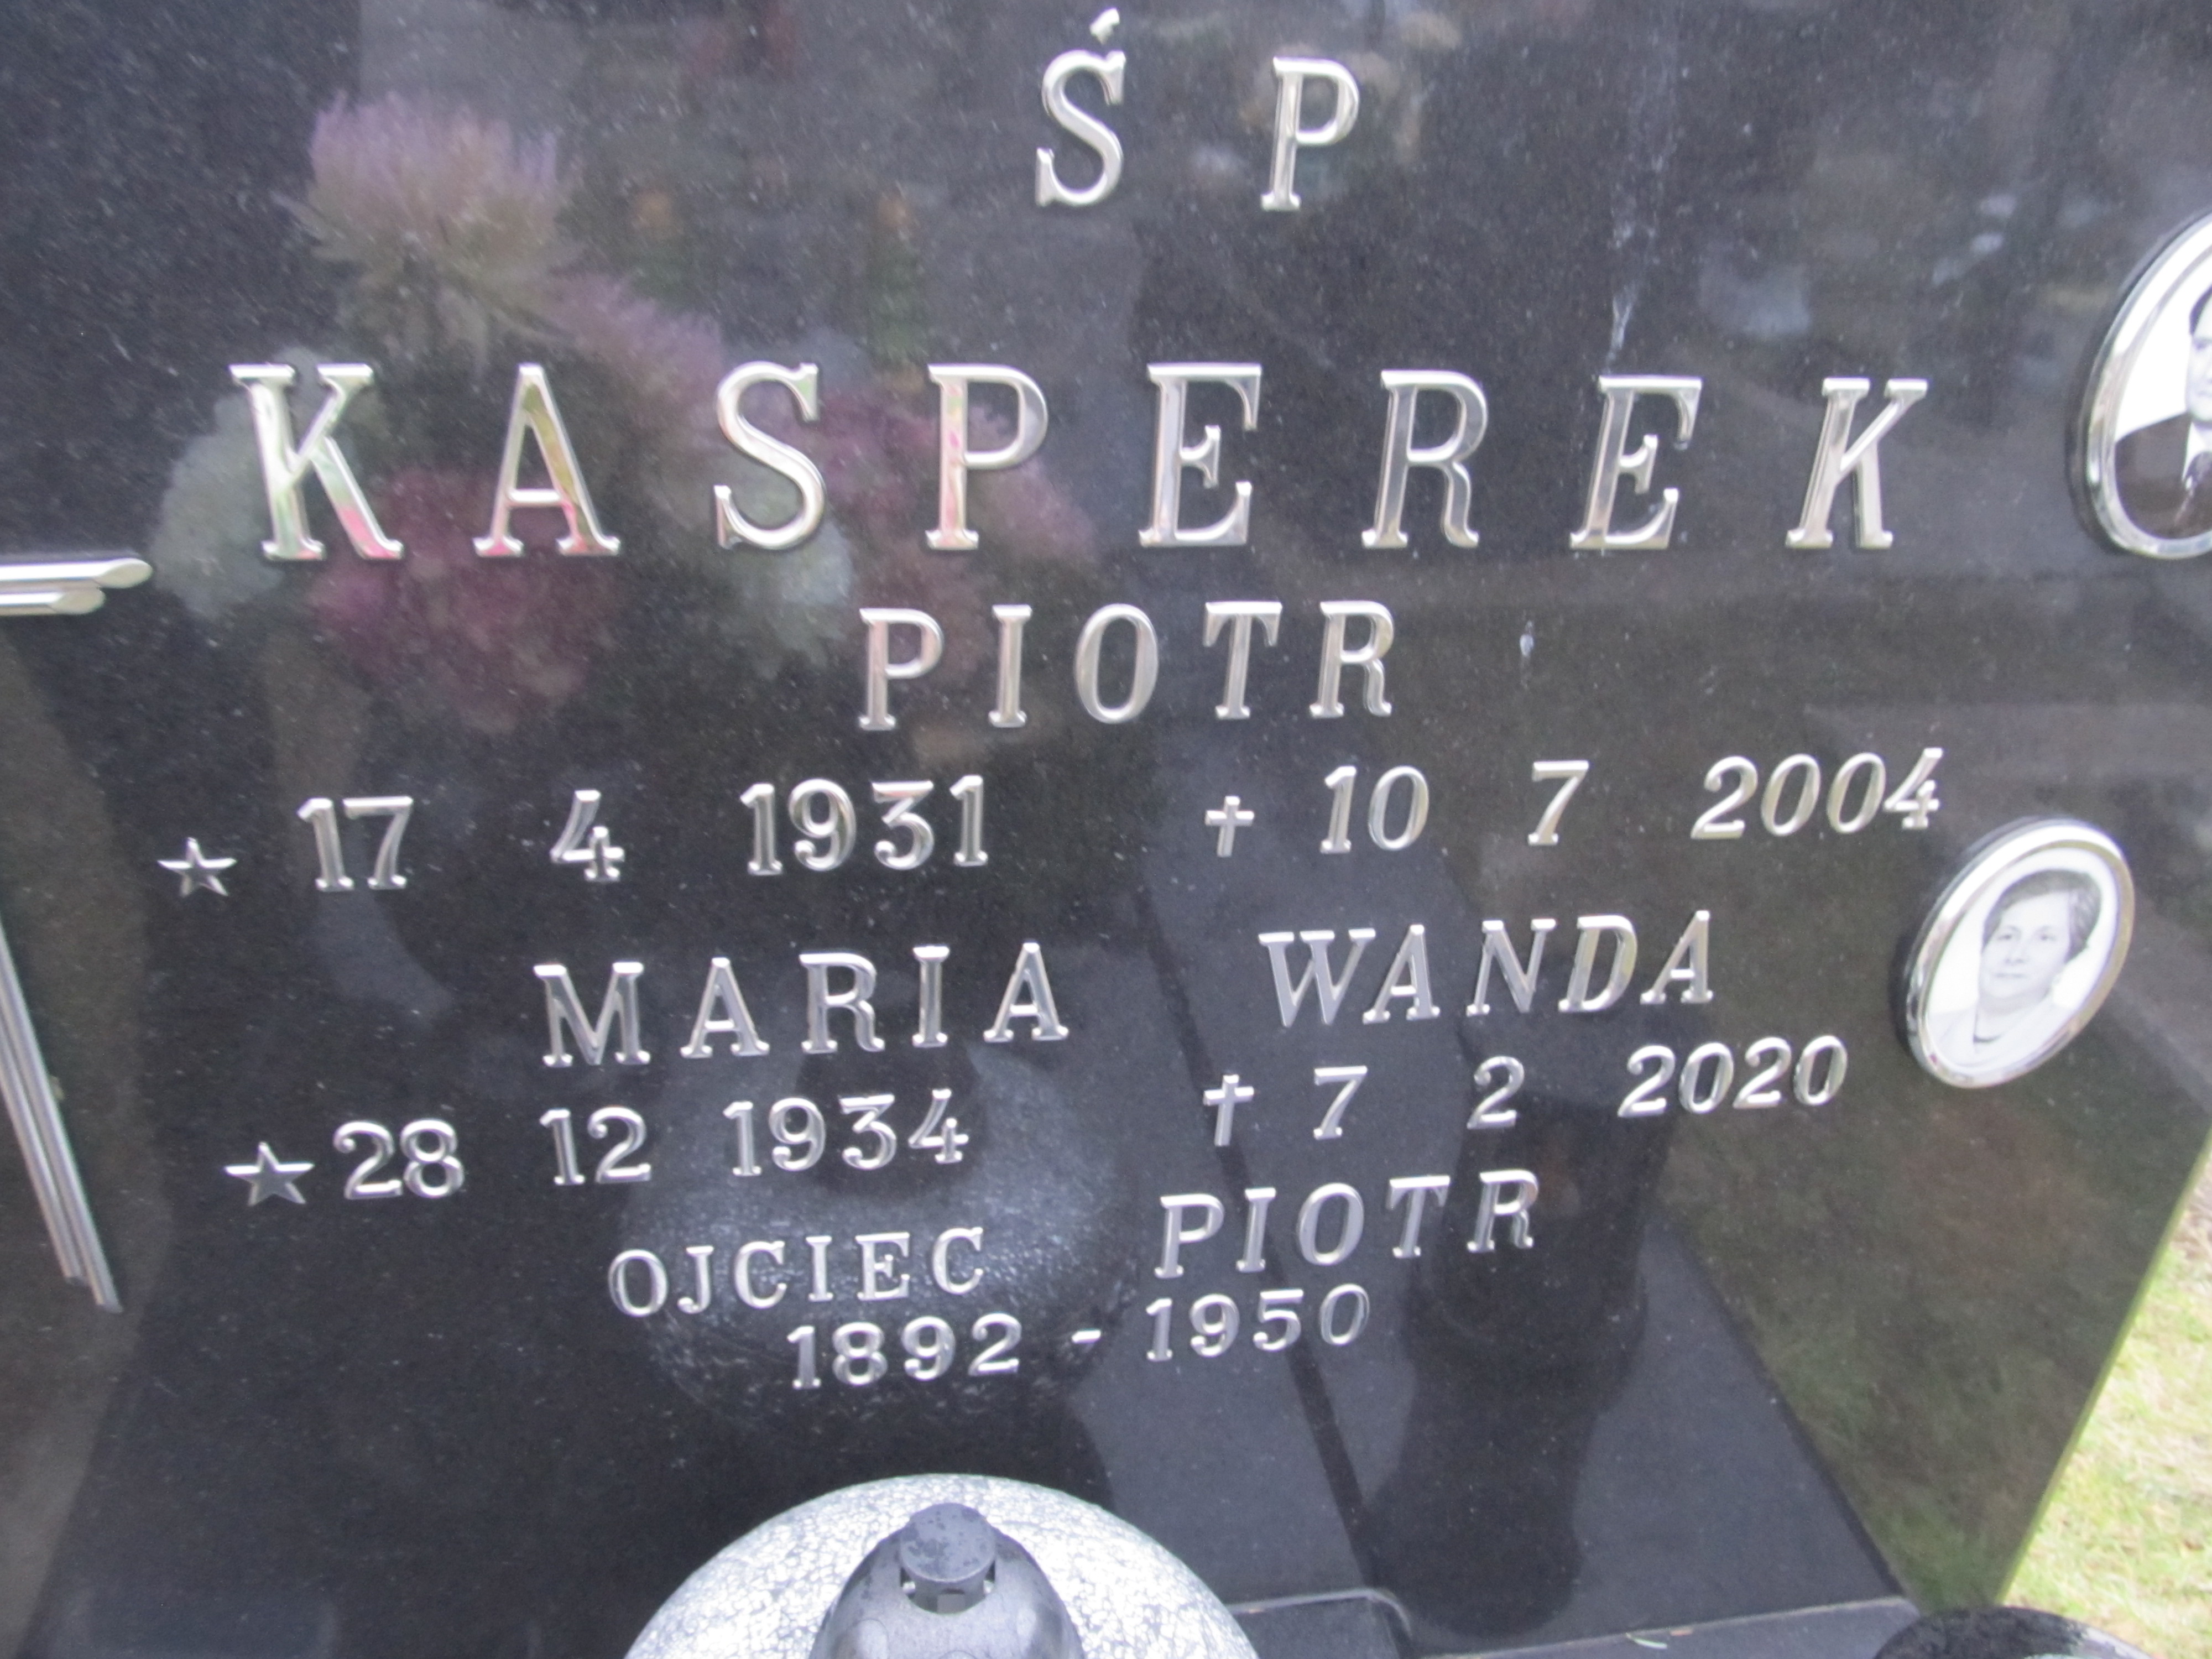 Ś P
KASPEREK
PIOTR
☆ 17 4 1931 ✝ 10 7 2004
MARIA WANDA
☆ 28 12 1934 ✝ 7 2 2020
OJCIEC PIOTR
1892 - 1950